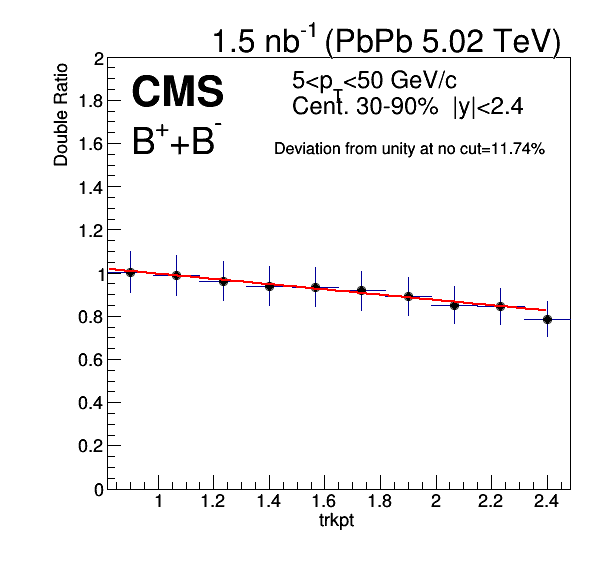 1.5 nb-1 (PbPb 5.02 TeV)
CMS
5<pT<50 GeV/c
Cent. 30-90% |y|<2.4
B++B-
Deviation from unity at no cut=11.74%
Double Ratio
2
1.8
1.6
1.4
1.2
1
0.8
0.6
0.4
0.2
0
1 1.2 1.4 1.6 1.8 2 2.2 2.4
trkpt